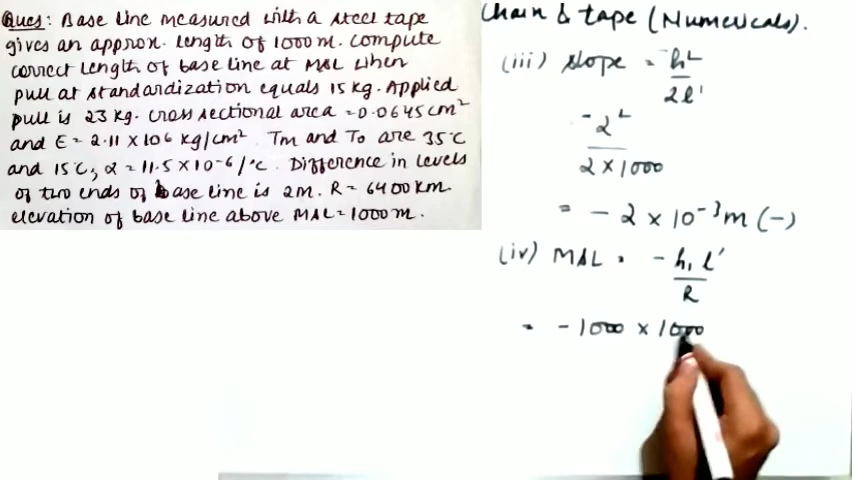 Ques: Base Line measured with a steel tape
gives an approx. length of 1000 m. Compute
correct length of base line at MSL when
pull at standardization equals 15 kg. Applied
pull is 23 kg. cross sectional area = 0.0645 cm²
and E = 2.11 × 10^6 kg/cm². Tm and To are 35°C
and 15°C, α = 11.5 × 10^-6 /°C. Difference in levels
of two ends of base line is 2m. R = 6400 km
elevation of base line above MSL = 1000 m.
Chain & tape (Numericals).
(iii) slope = -h²
2l'
-2²
2 × 1000
= - 2 × 10^-3 m (-)
(iv) MSL = - h, l'
R
= - 1000 × 1000